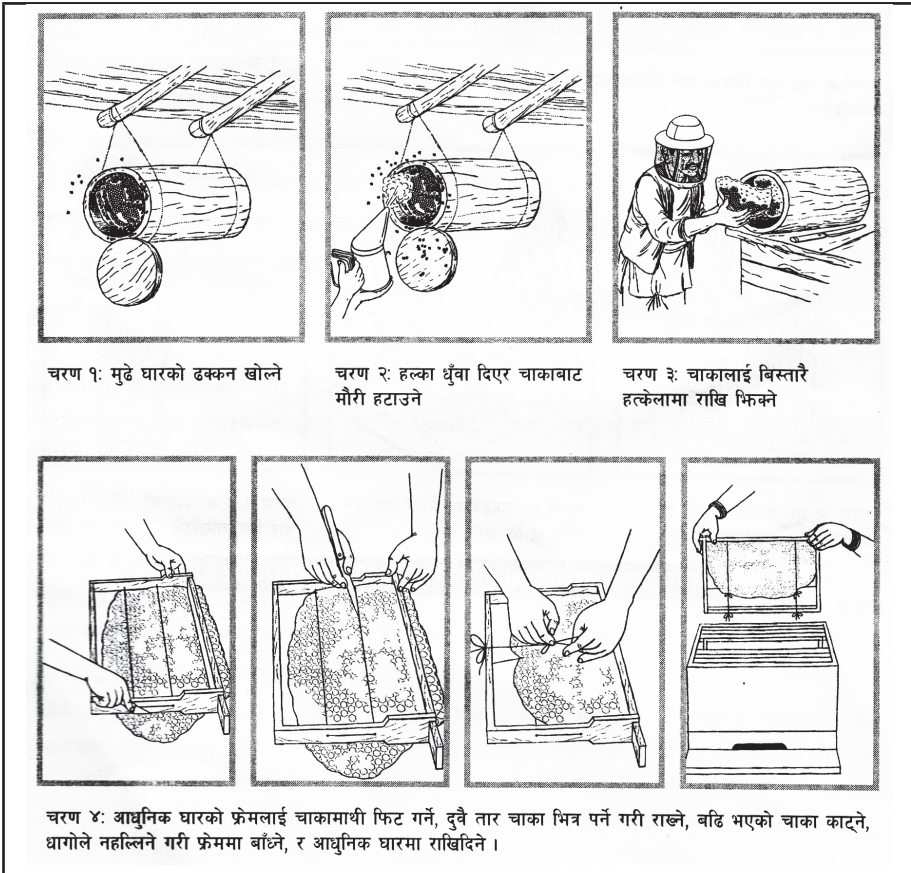 चरण १: मुढे घारको ढक्कन खोल्ने
चरण २: हल्का धुँवा दिएर चाकाबाट
मौरी हटाउने
चरण ३: चाकालाई बिस्तारै
हत्केलामा राखि झिक्ने
चरण ४: आधुनिक घारको फ्रेमलाई चाकामाथी फिट गर्ने, दुवै तार चाका भित्र पर्ने गरी राख्ने, बढि भएको चाका काट्ने,
धागोले नहल्लिने गरी फ्रेममा बाँध्ने, र आधुनिक घारमा राखिदिने ।